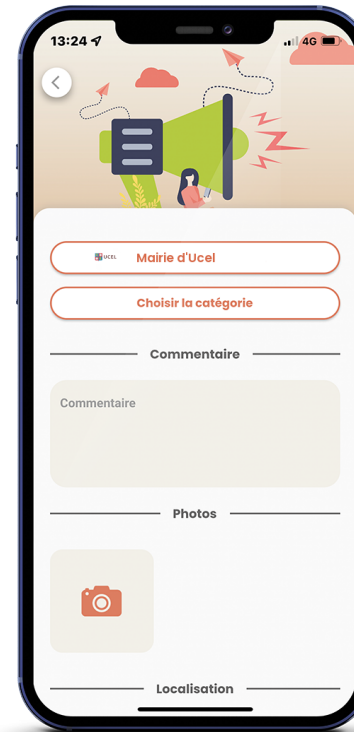 13:24
4G
UCEL
Mairie d'Ucel
Choisir la catégorie
Commentaire
Commentaire
Photos
Localisation